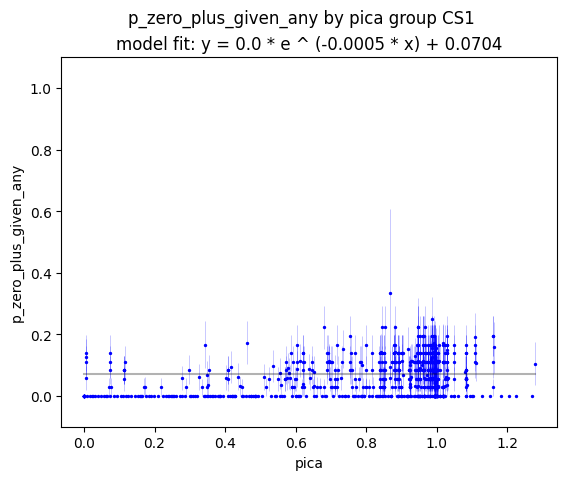 p_zero_plus_given_any by pica group CS1
model fit: y = 0.0 * e ^ (-0.0005 * x) + 0.0704
1.0
0.8
0.6
0.4
0.2
0.0
p_zero_plus_given_any
0.0 0.2 0.4 0.6 0.8 1.0 1.2
pica